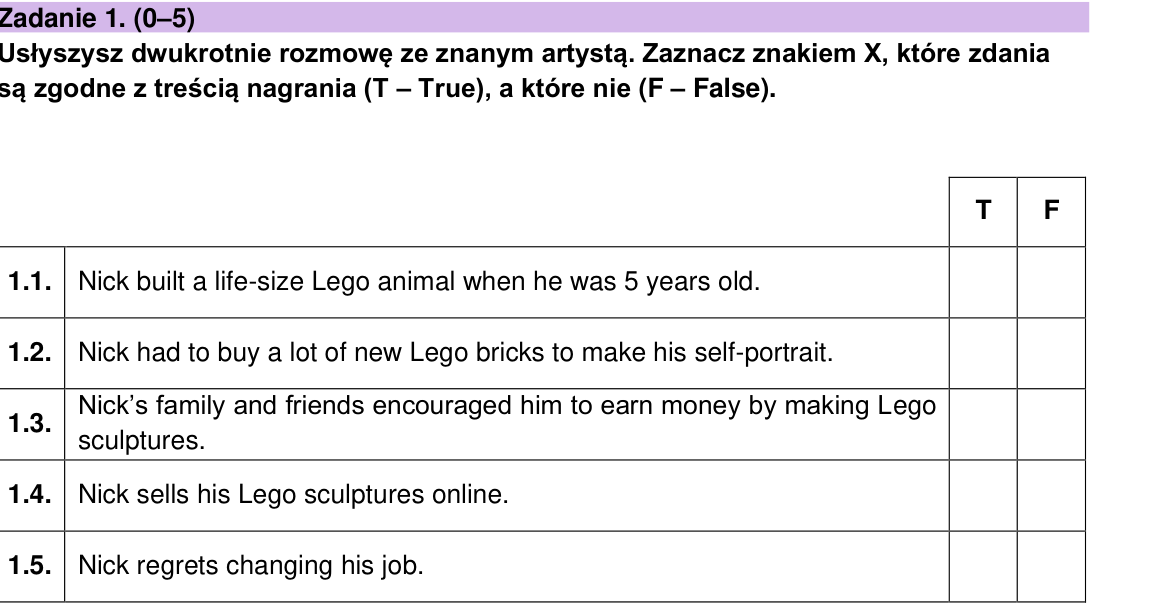 Zadanie 1. (0–5)
Usłyszysz dwukrotnie rozmowę ze znanym artystą. Zaznacz znakiem X, które zdania
są zgodne z treścią nagrania (T – True), a które nie (F – False).
T F
1.1. Nick built a life-size Lego animal when he was 5 years old.
1.2. Nick had to buy a lot of new Lego bricks to make his self-portrait.
1.3. Nick’s family and friends encouraged him to earn money by making Lego
sculptures.
1.4. Nick sells his Lego sculptures online.
1.5. Nick regrets changing his job.